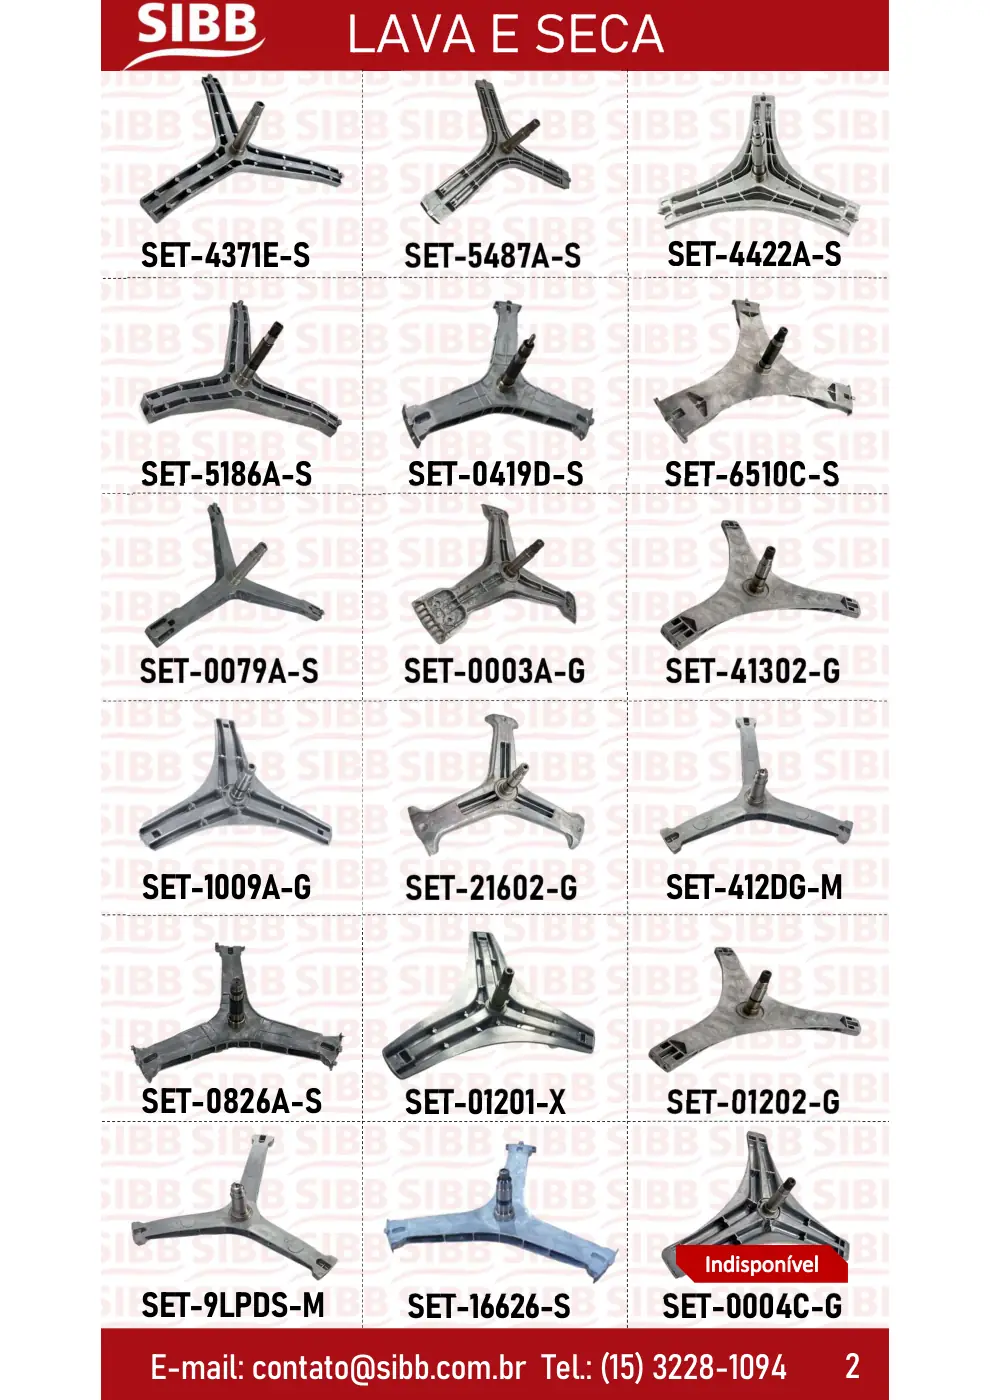 SIBB LAVA E SECA
SET-4371E-S SET-5487A-S SET-4422A-S
SET-5186A-S SET-0419D-S SET-6510C-S
SET-0079A-S SET-0003A-G SET-41302-G
SET-1009A-G SET-21602-G SET-412DG-M
SET-0826A-S SET-01201-X SET-01202-G
Indisponível
SET-9LPDS-M SET-16626-S SET-0004C-G
E-mail: contato@sibb.com.br Tel.: (15) 3228-1094 2